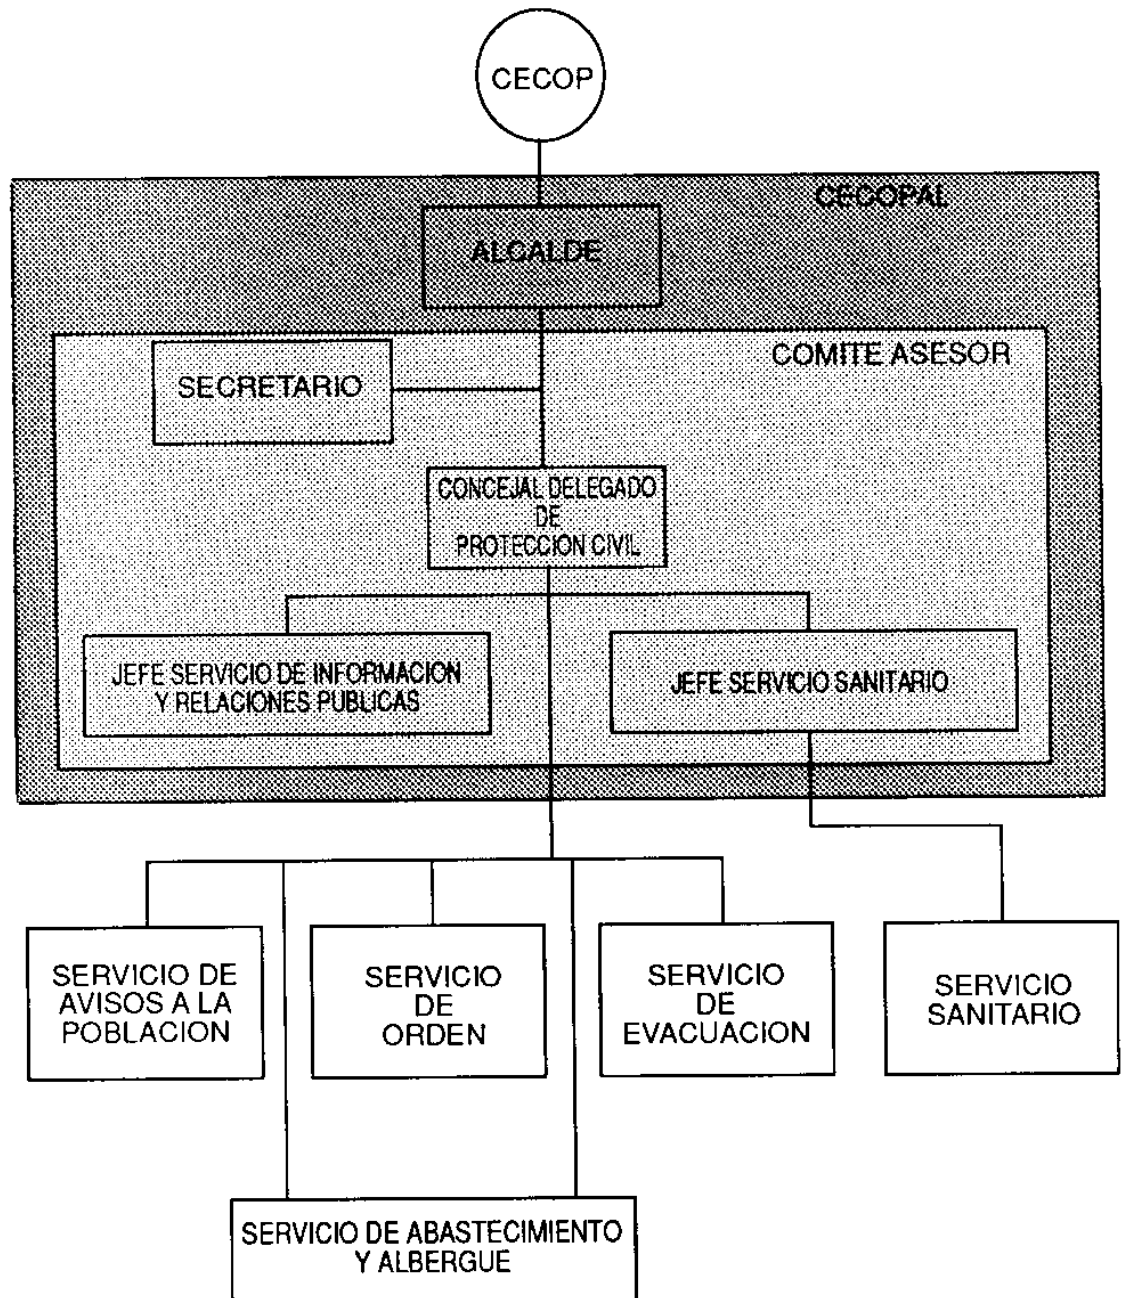 CECOP
CECOPAL
ALCALDE
COMITE ASESOR
SECRETARIO
CONCEJAL DELEGADO
DE
PROTECCION CIVIL
JEFE SERVICIO DE INFORMACION
Y RELACIONES PUBLICAS
JEFE SERVICIO SANITARIO
SERVICIO DE
AVISOS A LA
POBLACION
SERVICIO
DE
ORDEN
SERVICIO
DE
EVACUACION
SERVICIO
SANITARIO
SERVICIO DE ABASTECIMIENTO
Y ALBERGUE